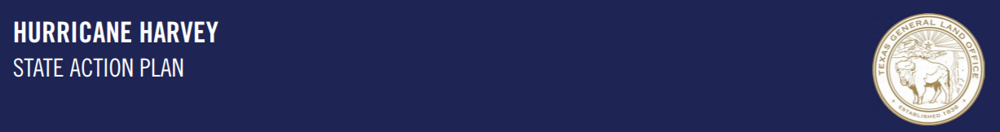 HURRICANE HARVEY
STATE ACTION PLAN
TEXAS GENERAL LAND OFFICE
ESTABLISHED 1836